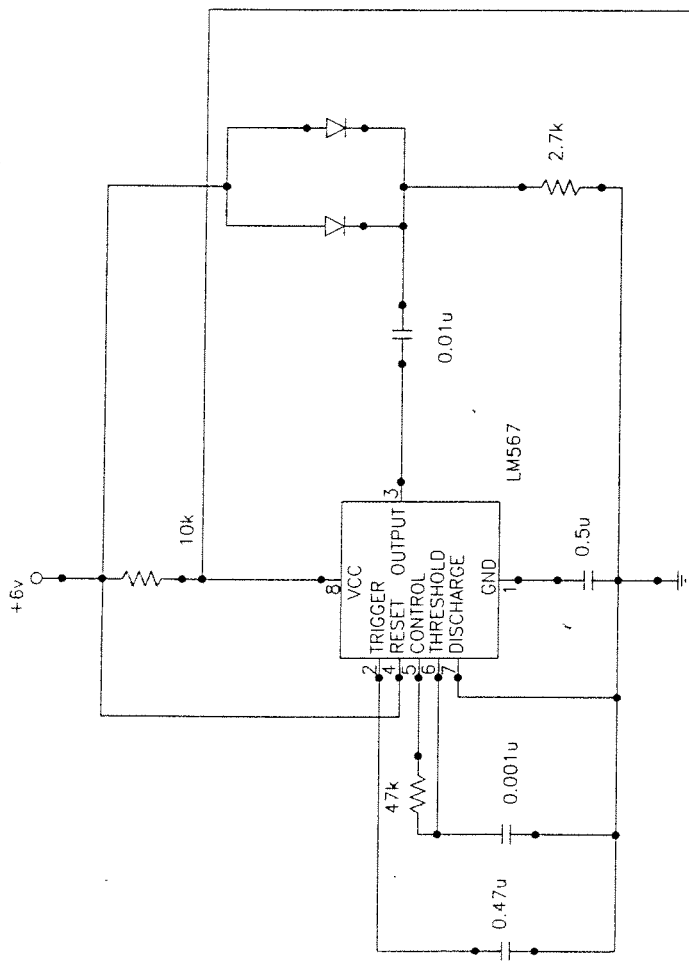 +6v
10k
2.7k
0.01u
LM567
8
VCC
2
TRIGGER
4
RESET
5
CONTROL
6
THRESHOLD
7
DISCHARGE
OUTPUT
3
GND
1
0.5u
47k
0.001u
0.47u